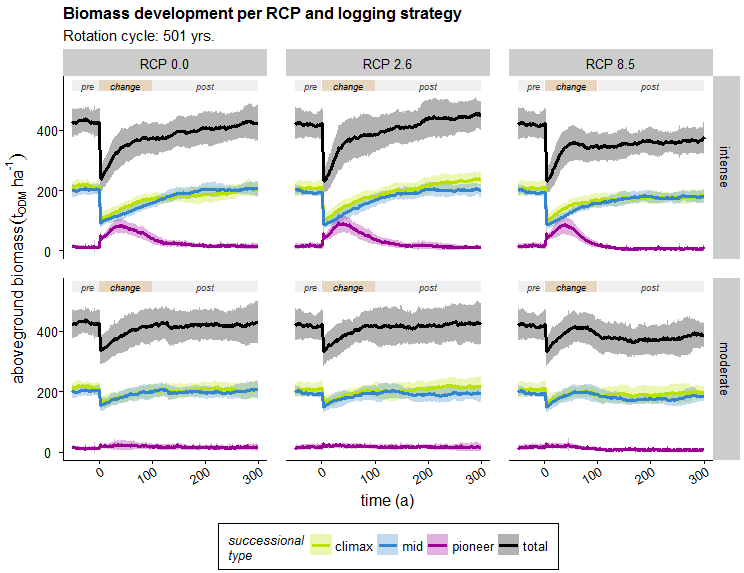 Biomass development per RCP and logging strategy
Rotation cycle: 501 yrs.
RCP 0.0 RCP 2.6 RCP 8.5
pre change post pre change post pre change post
400
200
0
intense
aboveground biomass (t_ODM ha⁻¹)
pre change post pre change post pre change post
400
200
0
moderate
0 100 200 300 0 100 200 300 0 100 200 300
time (a)
successional
type
climax mid pioneer total